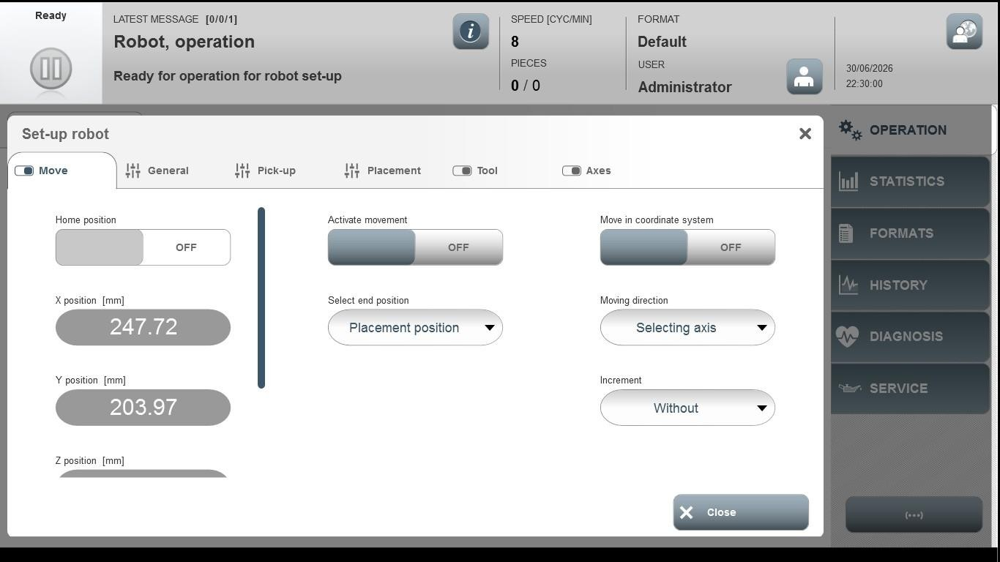 Ready
LATEST MESSAGE [0/0/1]
Robot, operation
Ready for operation for robot set-up
i
SPEED [CYC/MIN]
8
PIECES
0 / 0
FORMAT
Default
USER
Administrator
30/06/2026
22:30:00
Set-up robot
Move
General
Pick-up
Placement
Tool
Axes
Home position
OFF
X position [mm]
247.72
Y position [mm]
203.97
Z position [mm]
Activate movement
OFF
Select end position
Placement position
Move in coordinate system
OFF
Moving direction
Selecting axis
Increment
Without
Close
OPERATION
STATISTICS
FORMATS
HISTORY
DIAGNOSIS
SERVICE
(•••)